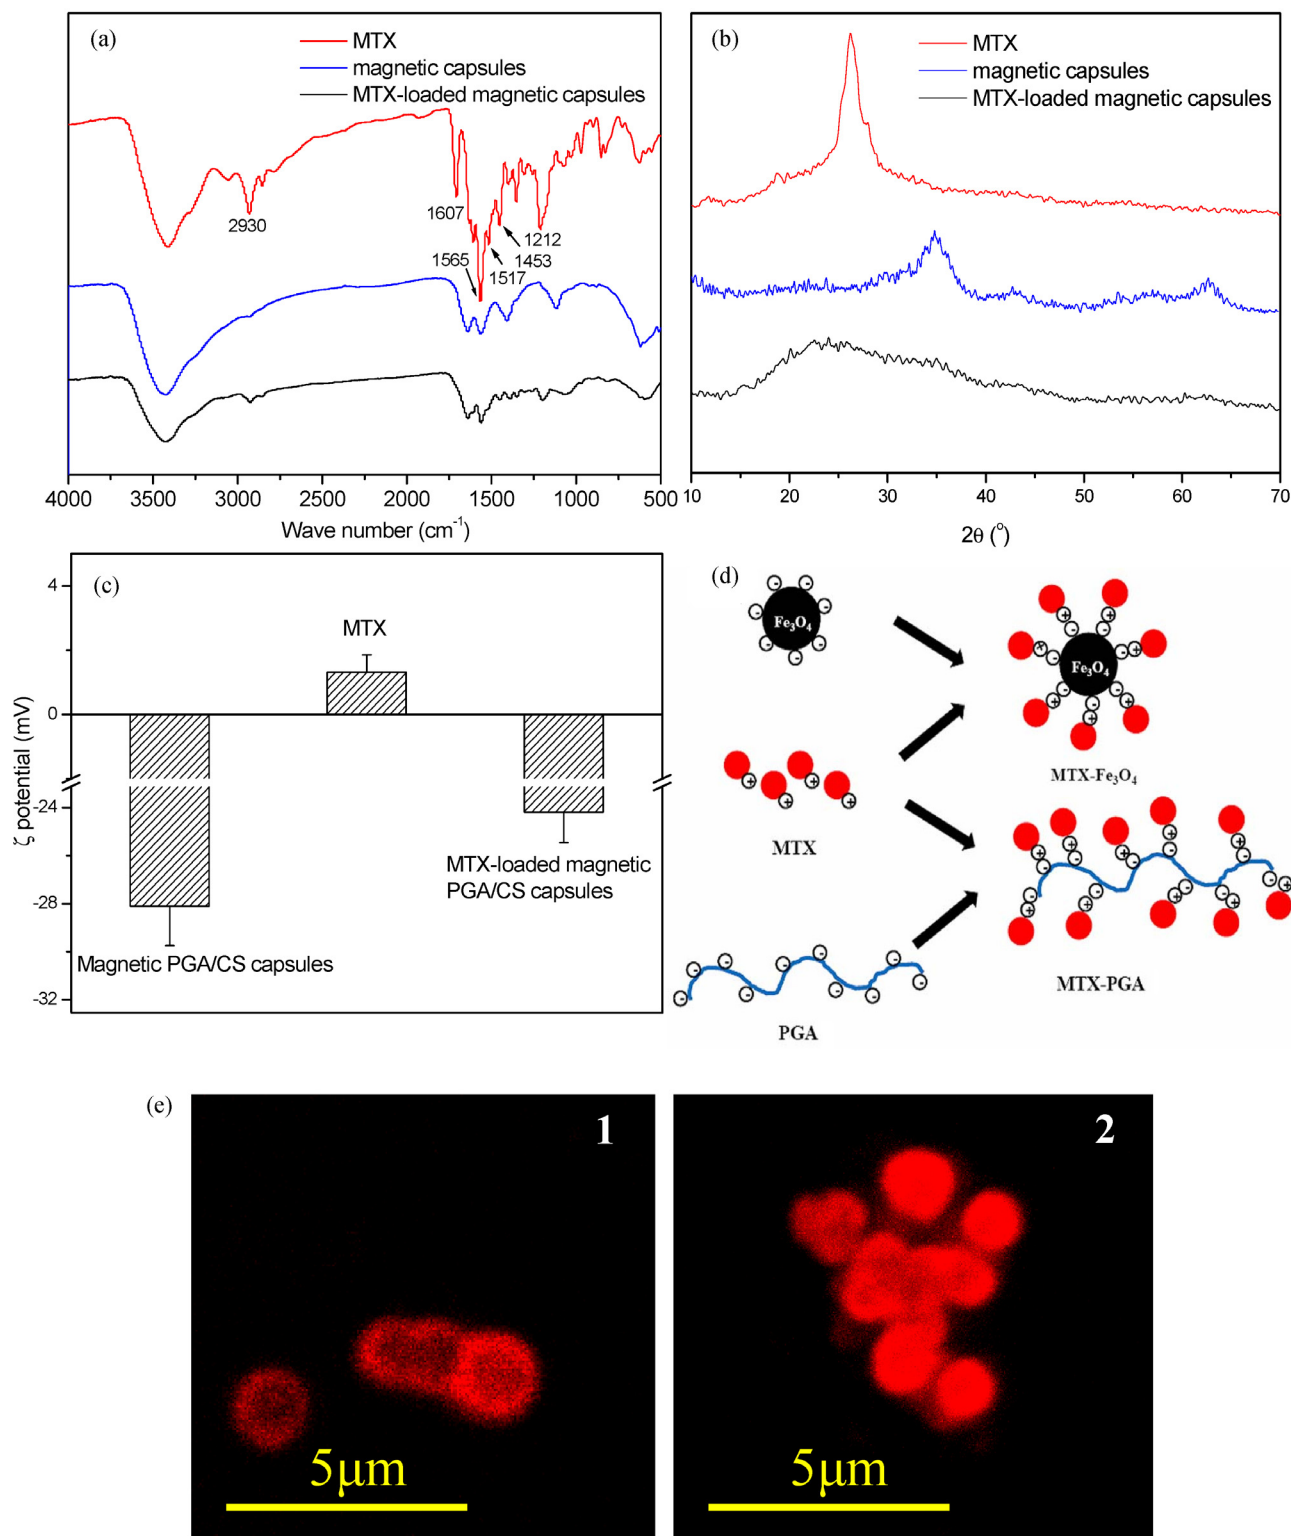 (a)
MTX
magnetic capsules
MTX-loaded magnetic capsules
2930
1607
1565
1517
1453
1212
4000 3500 3000 2500 2000 1500 1000 500
Wave number (cm⁻¹)
(b)
MTX
magnetic capsules
MTX-loaded magnetic capsules
10 20 30 40 50 60 70
2θ (°)
(c)
ζ potential (mV)
4
0
-24
-28
-32
MTX
MTX-loaded magnetic
PGA/CS capsules
Magnetic PGA/CS capsules
(d)
Fe₃O₄
Fe₃O₄
MTX-Fe₃O₄
MTX
MTX-PGA
PGA
(e)
1
5μm
2
5μm